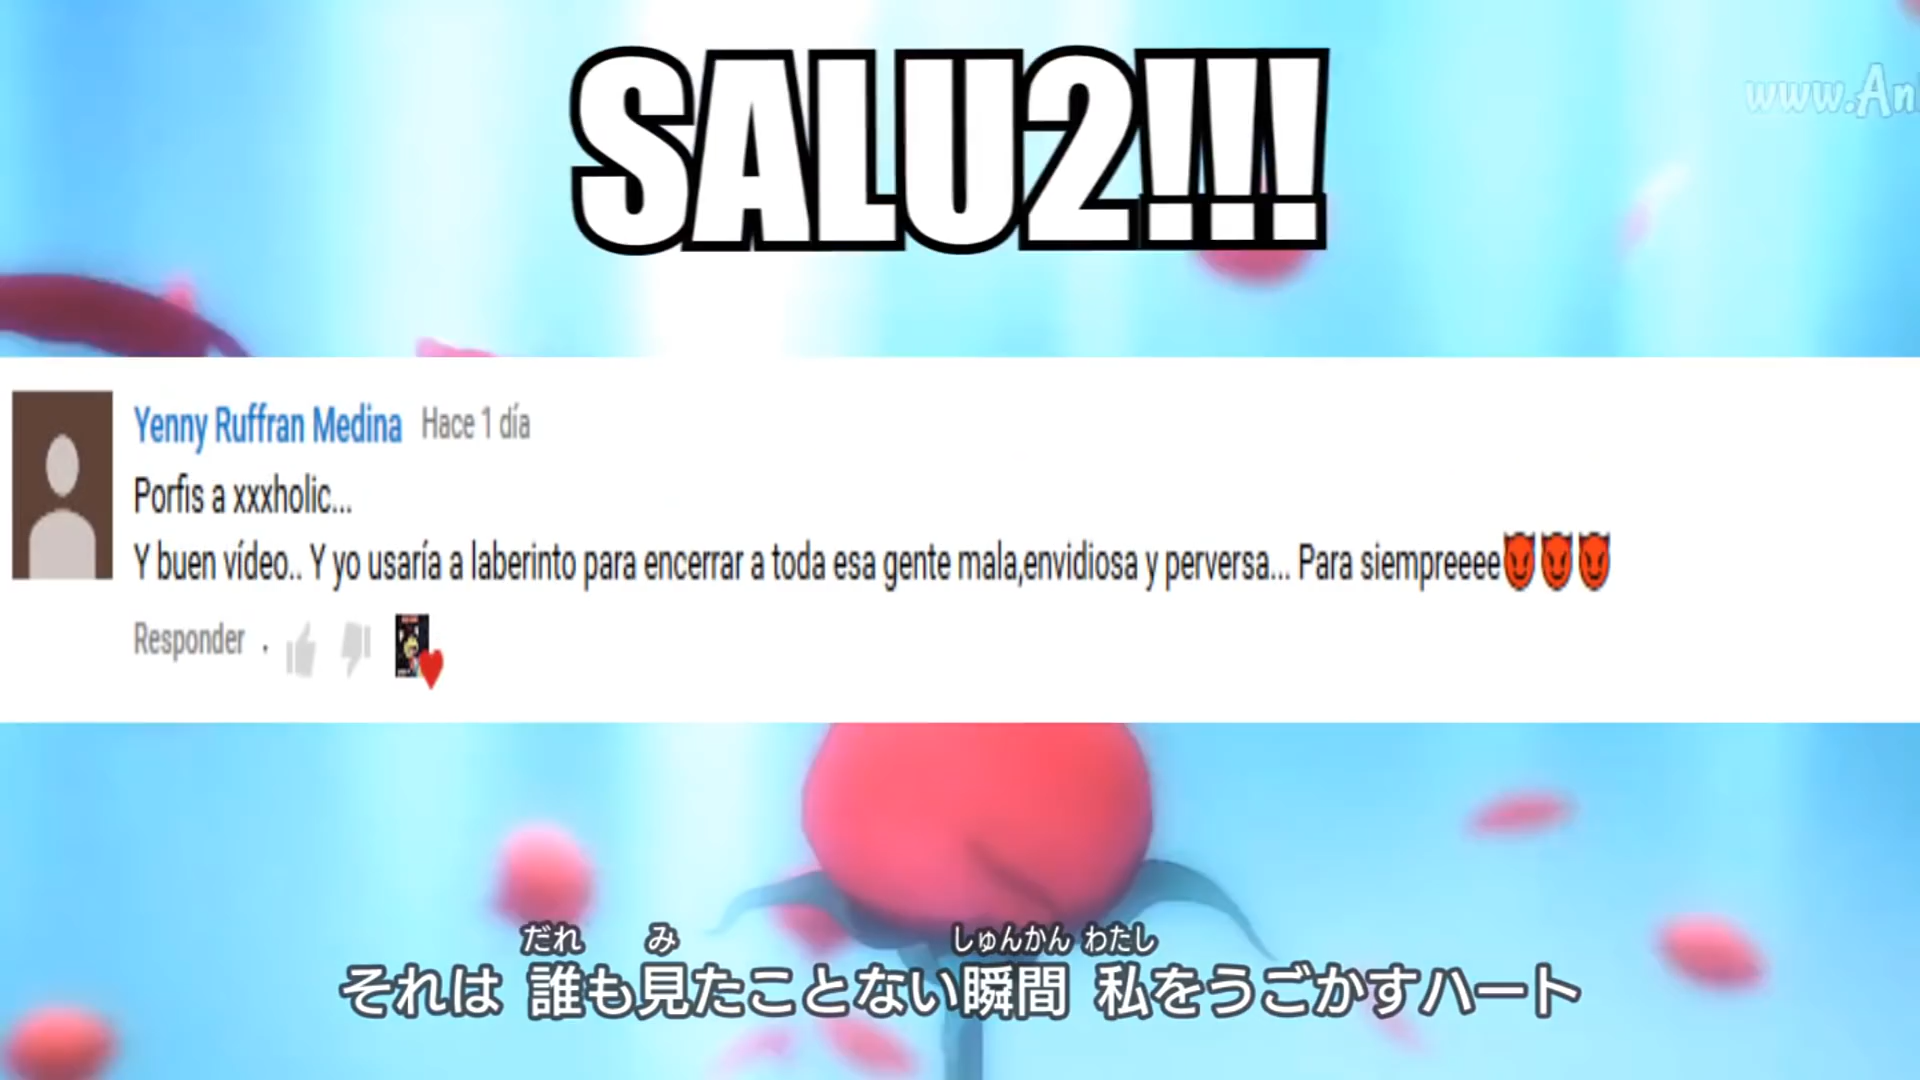 SALU2!!!
www.An
Yenny Ruffran Medina Hace 1 día
Porfis a xxxholic...
Y buen vídeo.. Y yo usaría a laberinto para encerrar a toda esa gente mala,envidiosa y perversa... Para siempreeee😈😈😈
Responder .
だれ み しゅんかん わたし
それは 誰も見たことない瞬間 私をうごかすハート